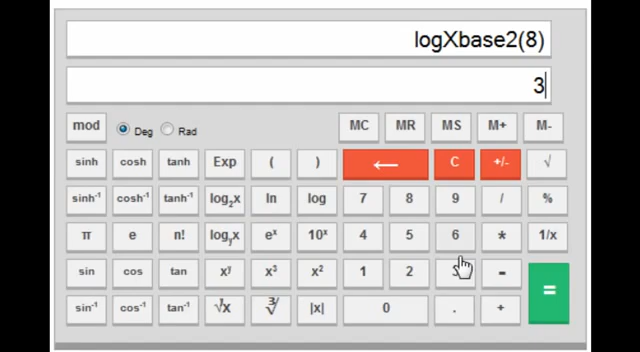 logXbase2(8)
3
mod Deg Rad MC MR MS M+ M-
sinh cosh tanh Exp ( ) ← C +/- √
sinh⁻¹ cosh⁻¹ tanh⁻¹ log₂x ln log 7 8 9 / %
π e n! logᵧx eˣ 10ˣ 4 5 6 * 1/x
sin cos tan xʸ x³ x² 1 2 3 - =
sin⁻¹ cos⁻¹ tan⁻¹ ʸ√x ³√ |x| 0 . +